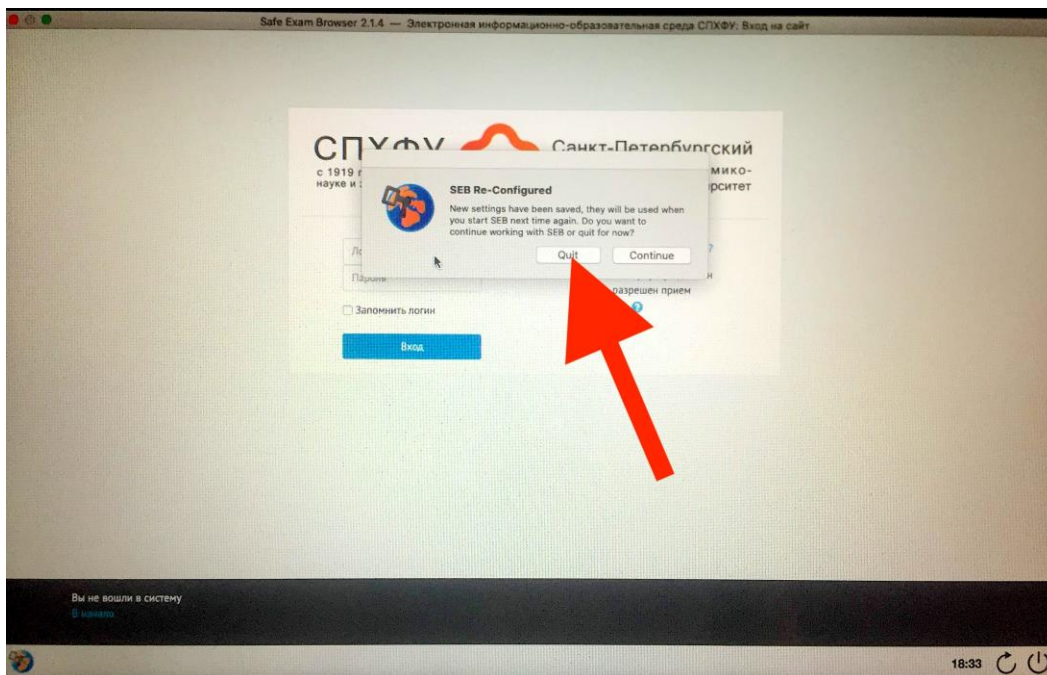 Safe Exam Browser 2.1.4 — Электронная информационно-образовательная среда СПХФУ: Вход на сайт
СПХФУ
Санкт-Петербургский
с 1919
науке и
мико-
рситет
SEB Re-Configured
New settings have been saved, they will be used when
you start SEB next time again. Do you want to
continue working with SEB or quit for now?
Quit
Continue
Пароль
разрешен прием
Запомнить логин
Вход
Вы не вошли в систему
В начало
18:33